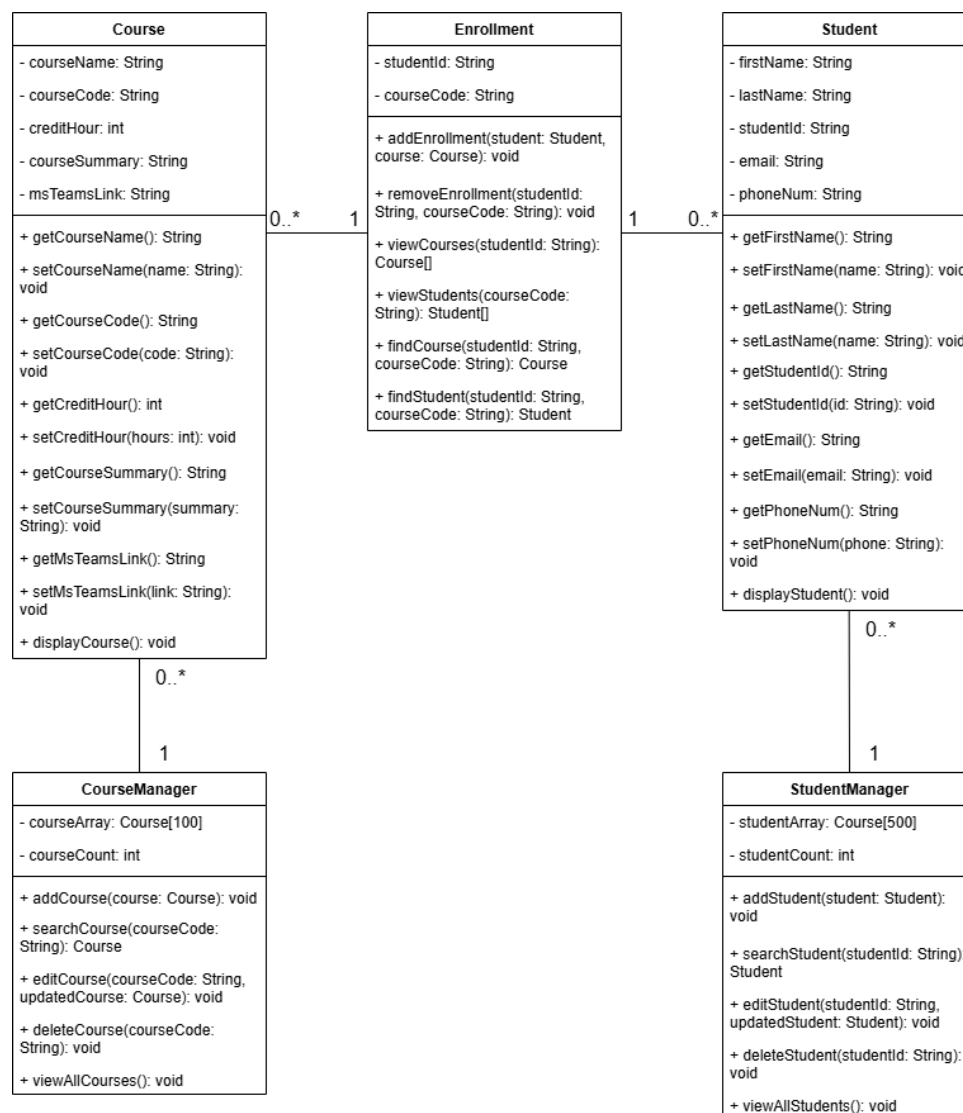 Course
- courseName: String
- courseCode: String
- creditHour: int
- courseSummary: String
- msTeamsLink: String
+ getCourseName(): String
+ setCourseName(name: String):
void
+ getCourseCode(): String
+ setCourseCode(code: String):
void
+ getCreditHour(): int
+ setCreditHour(hours: int): void
+ getCourseSummary(): String
+ setCourseSummary(summary:
String): void
+ getMsTeamsLink(): String
+ setMsTeamsLink(link: String):
void
+ displayCourse(): void
0..*
1
Enrollment
- studentId: String
- courseCode: String
+ addEnrollment(student: Student,
course: Course): void
+ removeEnrollment(studentId:
String, courseCode: String): void
+ viewCourses(studentId: String):
Course[]
+ viewStudents(courseCode:
String): Student[]
+ findCourse(studentId: String,
courseCode: String): Course
+ findStudent(studentId: String,
courseCode: String): Student
1
0..*
Student
- firstName: String
- lastName: String
- studentId: String
- email: String
- phoneNum: String
+ getFirstName(): String
+ setFirstName(name: String): void
+ getLastName(): String
+ setLastName(name: String): void
+ getStudentId(): String
+ setStudentId(id: String): void
+ getEmail(): String
+ setEmail(email: String): void
+ getPhoneNum(): String
+ setPhoneNum(phone: String):
void
+ displayStudent(): void
0..*
1
CourseManager
- courseArray: Course[100]
- courseCount: int
+ addCourse(course: Course): void
+ searchCourse(courseCode:
String): Course
+ editCourse(courseCode: String,
updatedCourse: Course): void
+ deleteCourse(courseCode:
String): void
+ viewAllCourses(): void
0..*
1
StudentManager
- studentArray: Course[500]
- studentCount: int
+ addStudent(student: Student):
void
+ searchStudent(studentId: String):
Student
+ editStudent(studentId: String,
updatedStudent: Student): void
+ deleteStudent(studentId: String):
void
+ viewAllStudents(): void